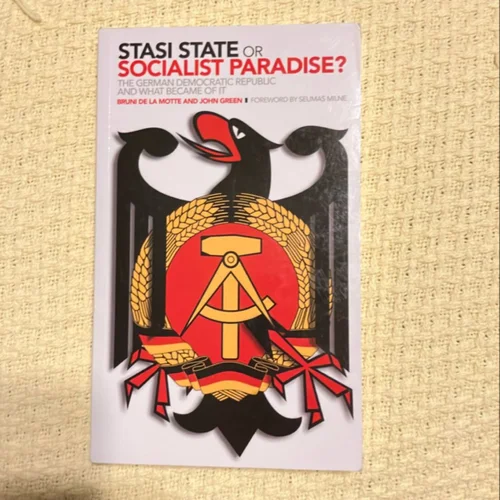 STASI STATE OR
SOCIALIST PARADISE?
THE GERMAN DEMOCRATIC REPUBLIC
AND WHAT BECAME OF IT
BRUNI DE LA MOTTE AND JOHN GREEN FOREWORD BY SEUMAS MILNE